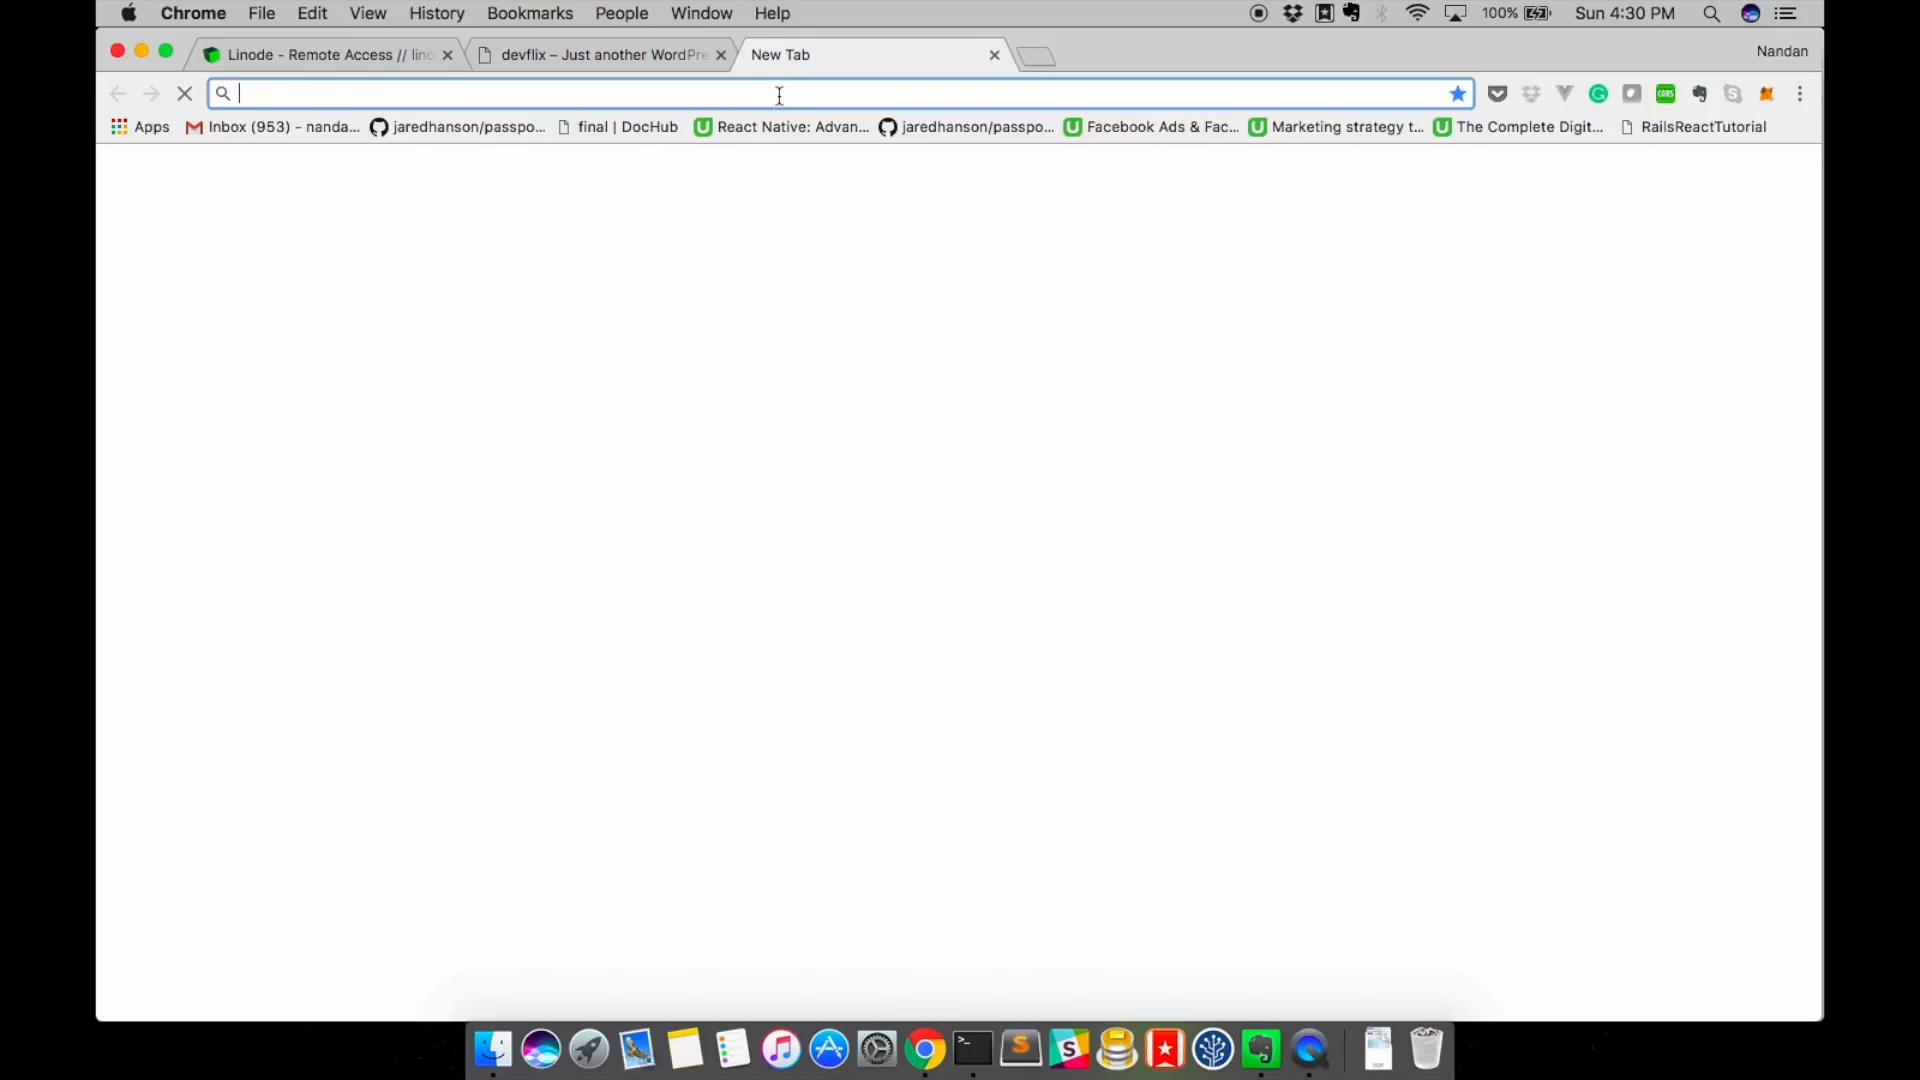 Chrome File Edit View History Bookmarks People Window Help 100% Sun 4:30 PM
Linode - Remote Access // lino devflix – Just another WordPre New Tab Nandan
Apps Inbox (953) - nanda... jaredhanson/passpo... final | DocHub React Native: Advan... jaredhanson/passpo... Facebook Ads & Fac... Marketing strategy t... The Complete Digit... RailsReactTutorial